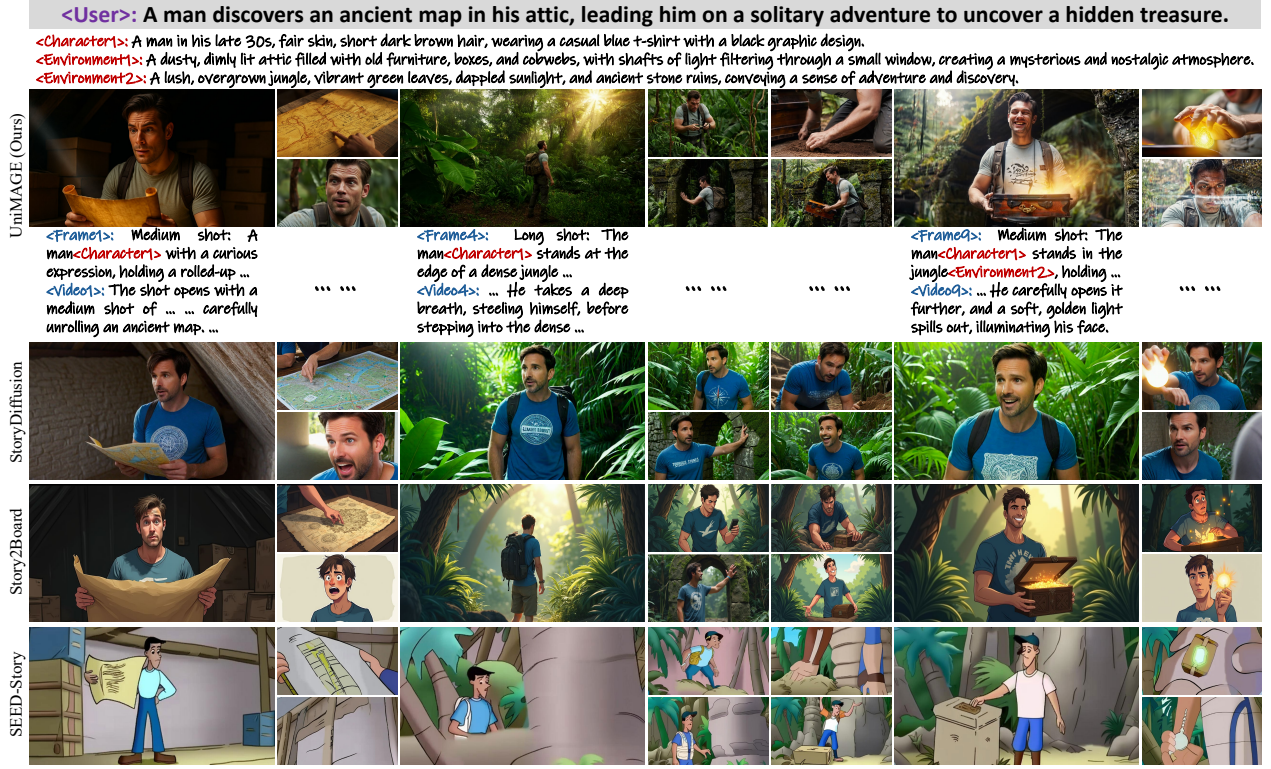 <User>: A man discovers an ancient map in his attic, leading him on a solitary adventure to uncover a hidden treasure.
<Character1>: A man in his late 30s, fair skin, short dark brown hair, wearing a casual blue t-shirt with a black graphic design.
<Environment1>: A dusty, dimly lit attic filled with old furniture, boxes, and cobwebs, with shafts of light filtering through a small window, creating a mysterious and nostalgic atmosphere.
<Environment2>: A lush, overgrown jungle, vibrant green leaves, dappled sunlight, and ancient stone ruins, conveying a sense of adventure and discovery.
UniMAGE (Ours)
<Frame1>: Medium shot: A
man<Character1> with a curious
expression, holding a rolled-up ...
<Video1>: The shot opens with a
medium shot of ... ... carefully
unrolling an ancient map. ...
<Frame4>: Long shot: The
man<Character1> stands at the
edge of a dense jungle ...
<Video4>: ... He takes a deep
breath, steeling himself, before
stepping into the dense ...
... ...
... ...
... ...
<Frame9>: Medium shot: The
man<Character1> stands in the
jungle<Environment2>, holding ...
<Video9>: ... He carefully opens it
further, and a soft, golden light
spills out, illuminating his face.
... ...
StoryDiffusion
Story2Board
SEED-Story